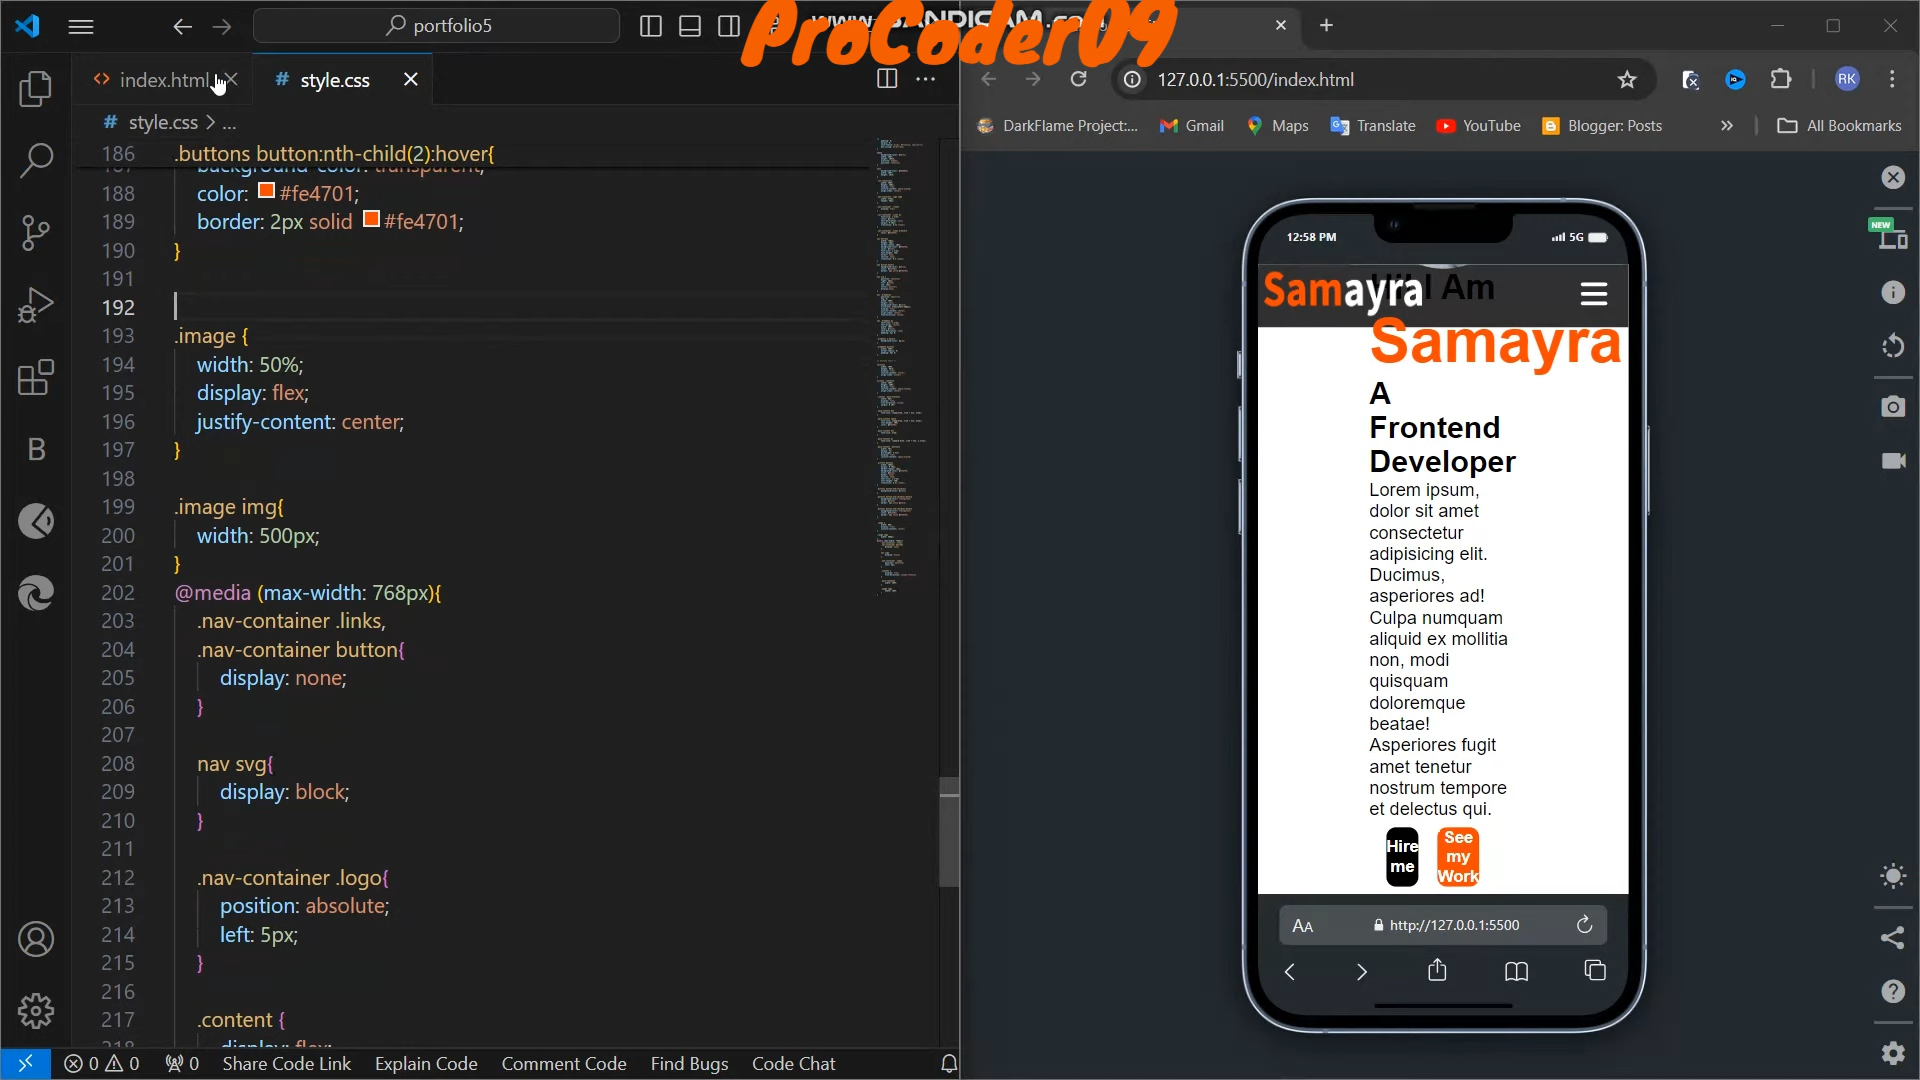 portfolio5
ProCoder09
index.html
style.css
127.0.0.1:5500/index.html
RK
DarkFlame Project:...
Gmail
Maps
Translate
YouTube
Blogger: Posts
All Bookmarks
style.css > ...
186 .buttons button:nth-child(2):hover{
188 color: #fe4701;
189 border: 2px solid #fe4701;
190 }
191
192
193 .image {
194 width: 50%;
195 display: flex;
196 justify-content: center;
197 }
198
199 .image img{
200 width: 500px;
201 }
202 @media (max-width: 768px){
203 .nav-container .links,
204 .nav-container button{
205 display: none;
206 }
207
208 nav svg{
209 display: block;
210 }
211
212 .nav-container .logo{
213 position: absolute;
214 left: 5px;
215 }
216
217 .content {
B
0 0
0
Share Code Link
Explain Code
Comment Code
Find Bugs
Code Chat
NEW
12:58 PM
5G
Samayra
I Am
Samayra
A
Frontend
Developer
Lorem ipsum,
dolor sit amet
consectetur
adipisicing elit.
Ducimus,
asperiores ad!
Culpa numquam
aliquid ex mollitia
non, modi
quisquam
doloremque
beatae!
Asperiores fugit
amet tenetur
nostrum tempore
et delectus qui.
Hire
me
See
my
Work
AA
http://127.0.0.1:5500